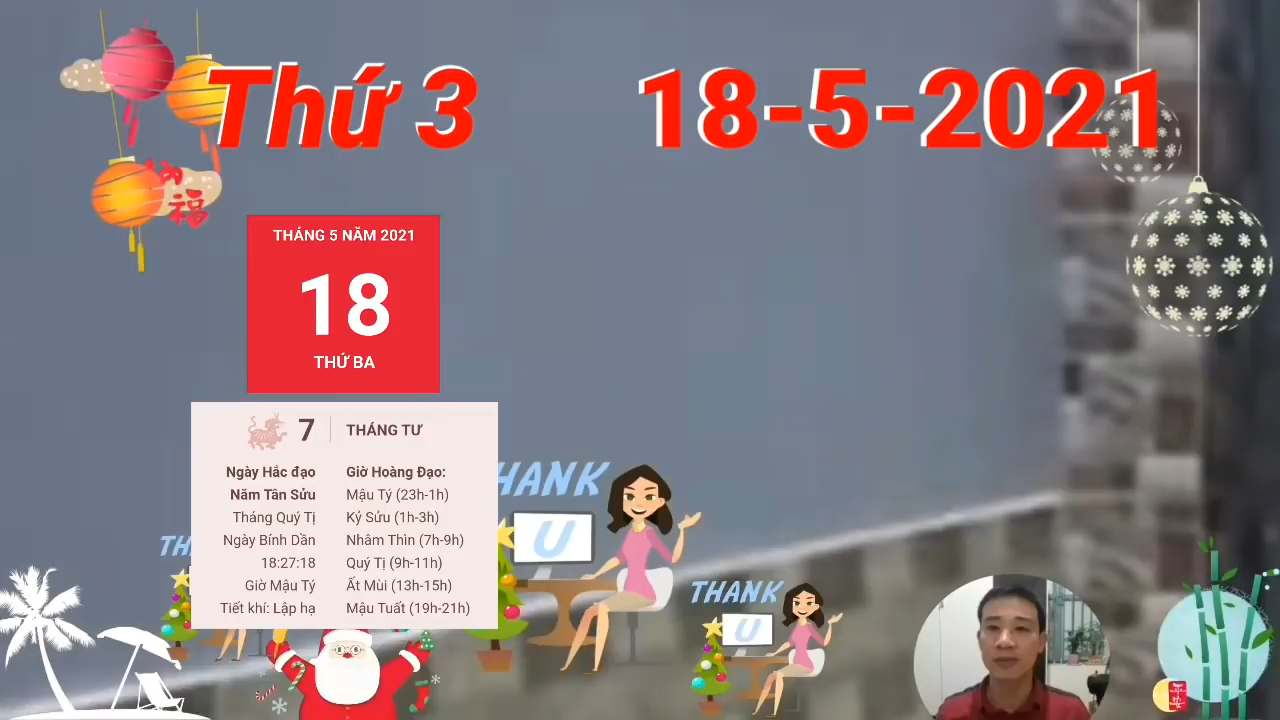 Thứ 3
18-5-2021
福
THÁNG 5 NĂM 2021
18
THỨ BA
7
THÁNG TƯ
Ngày Hắc đạo
Năm Tân Sửu
Tháng Quý Tị
Ngày Bính Dần
18:27:18
Giờ Mậu Tý
Tiết khí: Lập hạ
Giờ Hoàng Đạo:
Mậu Tý (23h-1h)
Kỷ Sửu (1h-3h)
Nhâm Thìn (7h-9h)
Quý Tị (9h-11h)
Ất Mùi (13h-15h)
Mậu Tuất (19h-21h)
TH
HANK
U
THANK
U